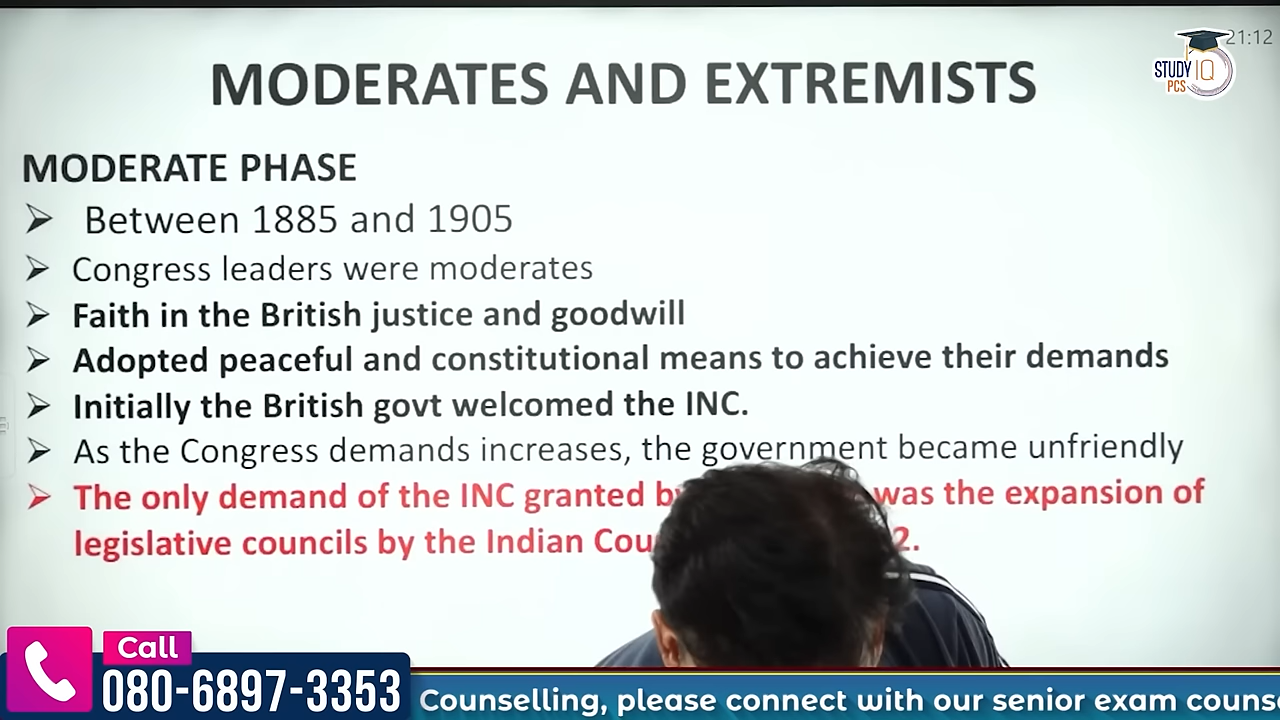 21:12
STUDY IQ
PCS
MODERATES AND EXTREMISTS
MODERATE PHASE
➢ Between 1885 and 1905
➢ Congress leaders were moderates
➢ Faith in the British justice and goodwill
➢ Adopted peaceful and constitutional means to achieve their demands
➢ Initially the British govt welcomed the INC.
➢ As the Congress demands increases, the government became unfriendly
➢ The only demand of the INC granted was the expansion of
legislative councils by the Indian 2.
Call
080-6897-3353
Counselling, please connect with our senior exam